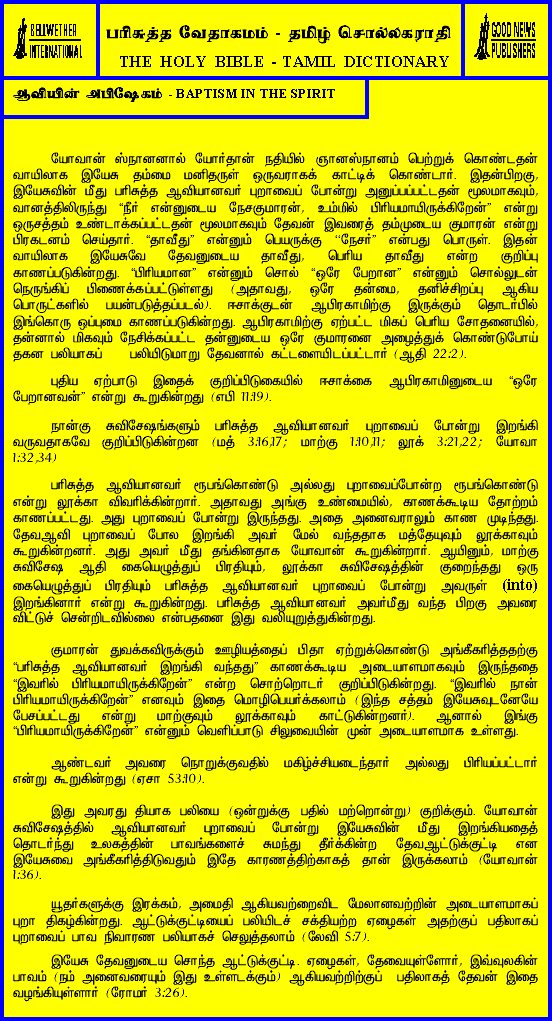 BELLWETHER
INTERNATIONAL
பரிசுத்த வேதாகமம் - தமிழ் சொல்லகராதி
THE HOLY BIBLE - TAMIL DICTIONARY
GOOD NEWS
PUBLISHERS
ஆவியின் அபிஷேகம் - BAPTISM IN THE SPIRIT
யோவான் ஸ்நானனால் யோர்தான் நதியில் ஞானஸ்நானம் பெற்றுக் கொண்டதன்
வாயிலாக இயேசு தம்மை மனிதருள் ஒருவராகக் காட்டிக் கொண்டார். இதன்பிறகு,
இயேசுவின் மீது பரிசுத்த ஆவியானவர் புறாவைப் போன்று அனுப்பப்பட்டதன் மூலமாகவும்,
வானத்திலிருந்து “நீர் என்னுடைய நேசகுமாரன், உம்மில் பிரியமாயிருக்கிறேன்” என்று
ஒருசத்தம் உண்டாக்கப்பட்டதன் மூலமாகவும் தேவன் இவரைத் தம்முடைய குமாரன் என்று
பிரகடனம் செய்தார். “தாவீது” என்னும் பெயருக்கு “நேசர்” என்பது பொருள். இதன்
வாயிலாக இயேசுவே தேவனுடைய தாவீது, பெரிய தாவீது என்ற குறிப்பு
காணப்படுகின்றது. “பிரியமான” என்னும் சொல் “ஒரே பேறான” என்னும் சொல்லுடன்
நெருங்கிப் பிணைக்கப்பட்டுள்ளது (அதாவது, ஒரே தன்மை, தனிச்சிறப்பு ஆகிய
பொருட்களில் பயன்படுத்தப்படல்). ஈசாக்குடன் ஆபிரகாமிற்கு இருக்கும் தொடர்பில்
இங்கொரு ஒப்புமை காணப்படுகின்றது. ஆபிரகாமிற்கு ஏற்பட்ட மிகப் பெரிய சோதனையில்,
தன்னால் மிகவும் நேசிக்கப்பட்ட தன்னுடைய ஒரே குமாரனை அழைத்துக் கொண்டுபோய்
தகன பலியாகப் பலியிடுமாறு தேவனால் கட்டளையிடப்பட்டார் (ஆதி 22:2).
புதிய ஏற்பாடு இதைக் குறிப்பிடுகையில் ஈசாக்கை ஆபிரகாமினுடைய “ஒரே
பேறானவன்” என்று கூறுகின்றது (எபி 11:19).
நான்கு சுவிசேஷங்களும் பரிசுத்த ஆவியானவர் புறாவைப் போன்று இறங்கி
வருவதாகவே குறிப்பிடுகின்றன (மத் 3:16,17; மாற்கு 1:10,11; லூக் 3:21,22; யோவா
1:32,34)
பரிசுத்த ஆவியானவர் ரூபங்கொண்டு அல்லது புறாவைப்போன்ற ரூபங்கொண்டு
என்று லூக்கா விவரிக்கின்றார். அதாவது அங்கு உண்மையில், காணக்கூடிய தோற்றம்
காணப்பட்டது. அது புறாவைப் போன்று இருந்தது. அதை அனைவராலும் காண முடிந்தது.
தேவஆவி புறாவைப் போல இறங்கி அவர் மேல் வந்ததாக மத்தேயுவும் லூக்காவும்
கூறுகின்றனர். அது அவர் மீது தங்கினதாக யோவான் கூறுகின்றார். ஆயினும், மாற்கு
சுவிசேஷ ஆதி கையெழுத்துப் பிரதியும், லூக்கா சுவிசேஷத்தின் குறைந்தது ஒரு
கையெழுத்துப் பிரதியும் பரிசுத்த ஆவியானவர் புறாவைப் போன்று அவருள் (into)
இறங்கினார் என்று கூறுகின்றது. பரிசுத்த ஆவியானவர் அவர்மீது வந்த பிறகு அவரை
விட்டுச் சென்றிடவில்லை என்பதனை இது வலியுறுத்துகின்றது.
குமாரன் துவக்கவிருக்கும் ஊழியத்தைப் பிதா ஏற்றுக்கொண்டு அங்கீகரித்ததற்கு
“பரிசுத்த ஆவியானவர் இறங்கி வந்தது” காணக்கூடிய அடையாளமாகவும் இருந்ததை
“இவரில் பிரியமாயிருக்கிறேன்” என்ற சொற்றொடர் குறிப்பிடுகின்றது. “இவரில் நான்
பிரியமாயிருக்கிறேன்” எனவும் இதை மொழிபெயர்க்கலாம் (இந்த சத்தம் இயேசுவுடனேயே
பேசப்பட்டது என்று மாற்குவும் லூக்காவும் காட்டுகின்றனர்). ஆனால் இங்கு
“பிரியமாயிருக்கிறேன்” என்னும் வெளிப்பாடு சிலுவையின் முன் அடையாளமாக உள்ளது.
ஆண்டவர் அவரை நொறுக்குவதில் மகிழ்ச்சியடைந்தார் அல்லது பிரியப்பட்டார்
என்று கூறுகின்றது (ஏசா 53:10).
இது அவரது தியாக பலியை (ஒன்றுக்கு பதில் மற்றொன்று) குறிக்கும். யோவான்
சுவிசேஷத்தில் ஆவியானவர் புறாவைப் போன்று இயேசுவின் மீது இறங்கியதைத்
தொடர்ந்து உலகத்தின் பாவங்களைச் சுமந்து தீர்க்கின்ற தேவஆட்டுக்குட்டி என
இயேசுவை அங்கீகரித்திடுவதும் இதே காரணத்திற்காகத் தான் இருக்கலாம் (யோவான்
1:36).
யூதர்களுக்கு இரக்கம், அமைதி ஆகியவற்றைவிட மேலானவற்றின் அடையாளமாகப்
புறா திகழ்கின்றது. ஆட்டுக்குட்டியைப் பலியிடச் சக்தியற்ற ஏழைகள் அதற்குப் பதிலாகப்
புறாவைப் பாவ நிவாரண பலியாகச் செலுத்தலாம் (லேவி 5:7).
இயேசு தேவனுடைய சொந்த ஆட்டுக்குட்டி. ஏழைகள், தேவையுள்ளோர், இவ்வுலகின்
பாவம் (நம் அனைவரையும் இது உள்ளடக்கும்) ஆகியவற்றிற்குப் பதிலாகத் தேவன் இதை
வழங்கியுள்ளார் (ரோமர் 3:26).